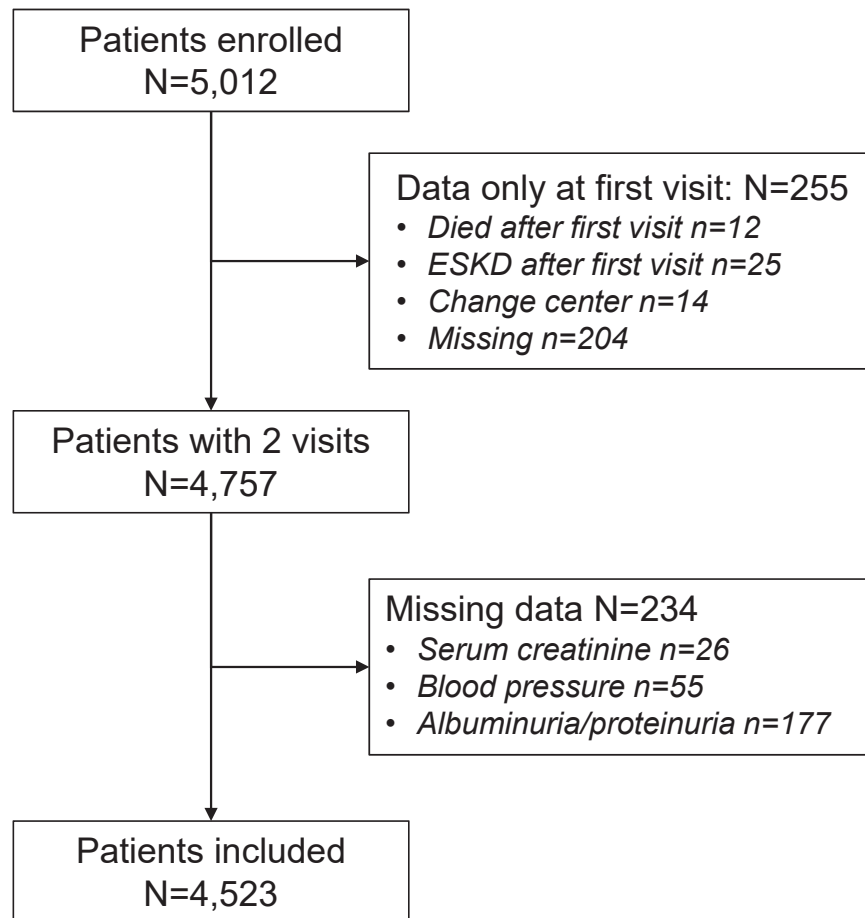 Patients enrolled
N=5,012
Data only at first visit: N=255
• Died after first visit n=12
• ESKD after first visit n=25
• Change center n=14
• Missing n=204
Patients with 2 visits
N=4,757
Missing data N=234
• Serum creatinine n=26
• Blood pressure n=55
• Albuminuria/proteinuria n=177
Patients included
N=4,523